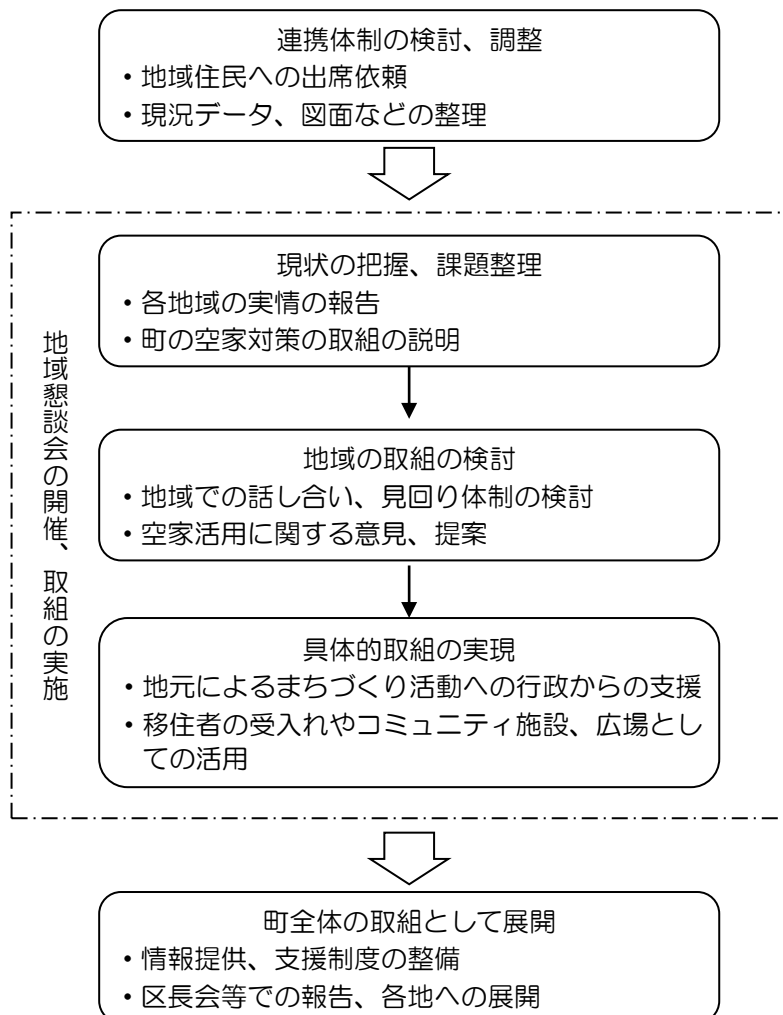 連携体制の検討、調整
・地域住民への出席依頼
・現況データ、図面などの整理
地域懇談会の開催、取組の実施
現状の把握、課題整理
・各地域の実情の報告
・町の空家対策の取組の説明
地域の取組の検討
・地域での話し合い、見回り体制の検討
・空家活用に関する意見、提案
具体的取組の実現
・地元によるまちづくり活動への行政からの支援
・移住者の受入れやコミュニティ施設、広場とし
ての活用
町全体の取組として展開
・情報提供、支援制度の整備
・区長会等での報告、各地への展開